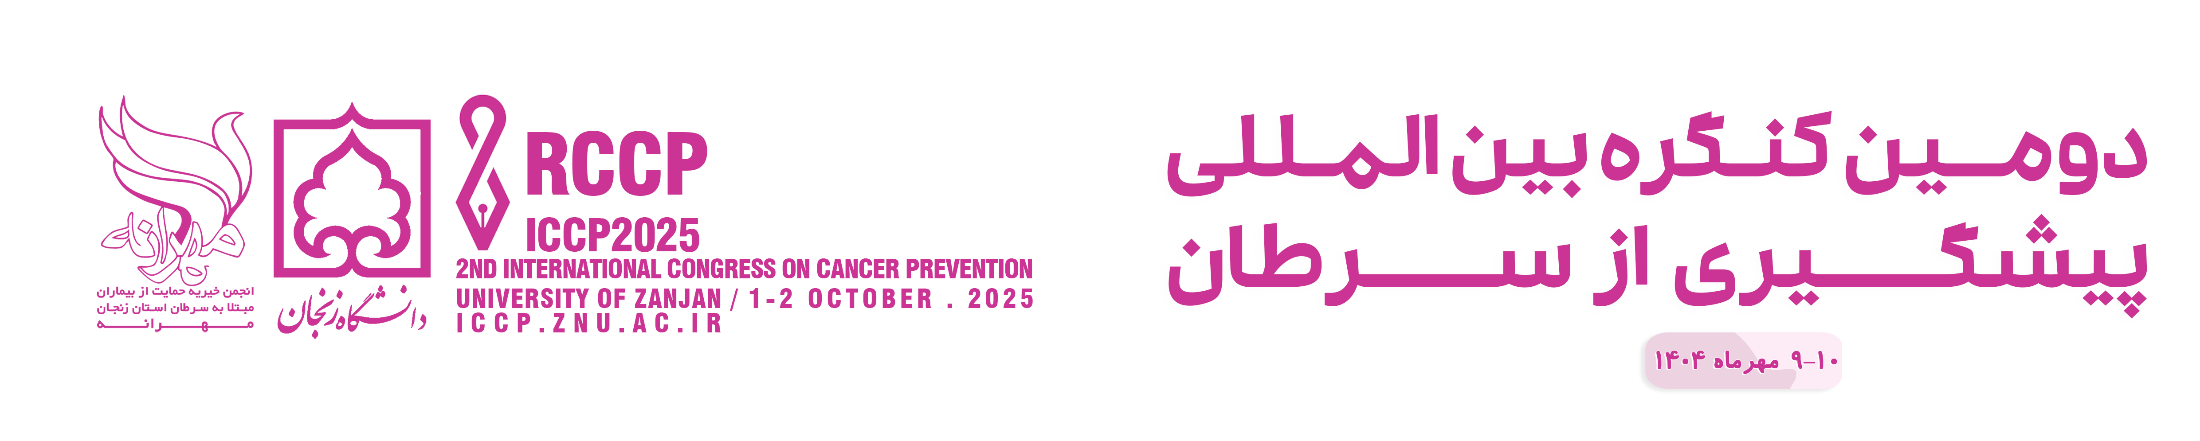 دومین کنگره بین المللی
پیشگیری از سرطان
۹-۱۰ مهرماه ۱۴۰۴
RCCP
ICCP2025
2ND INTERNATIONAL CONGRESS ON CANCER PREVENTION
UNIVERSITY OF ZANJAN / 1-2 OCTOBER . 2025
ICCP.ZNU.AC.IR
دانشگاه زنجان
مهرانه
انجمن خیریه حمایت از بیماران
مبتلا به سرطان استان زنجان
مهرانه